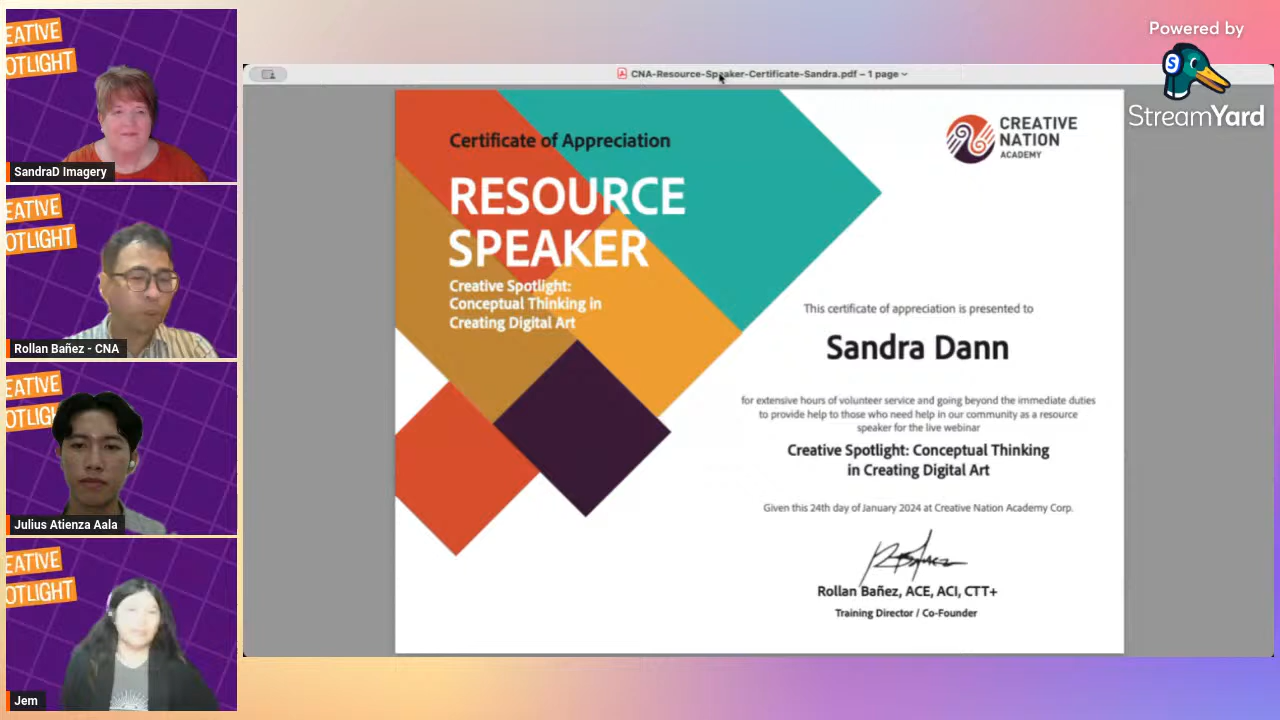 EATIVE
OTLIGHT
SandraD Imagery
EATIVE
OTLIGHT
Rollan Bañez - CNA
EATIVE
Julius Atienza Aala
EATIVE
OTLIGHT
Jem
CNA-Resource-Speaker-Certificate-Sandra.pdf – 1 page
Certificate of Appreciation
RESOURCE
SPEAKER
Creative Spotlight:
Conceptual Thinking in
Creating Digital Art
CREATIVE
NATION
ACADEMY
This certificate of appreciation is presented to
Sandra Dann
for extensive hours of volunteer service and going beyond the immediate duties
to provide help to those who need help in our community as a resource
speaker for the live webinar
Creative Spotlight: Conceptual Thinking
in Creating Digital Art
Given this 24th day of January 2024 at Creative Nation Academy Corp.
Rollan Bañez, ACE, ACI, CTT+
Training Director / Co-Founder
Powered by
S
StreamYard